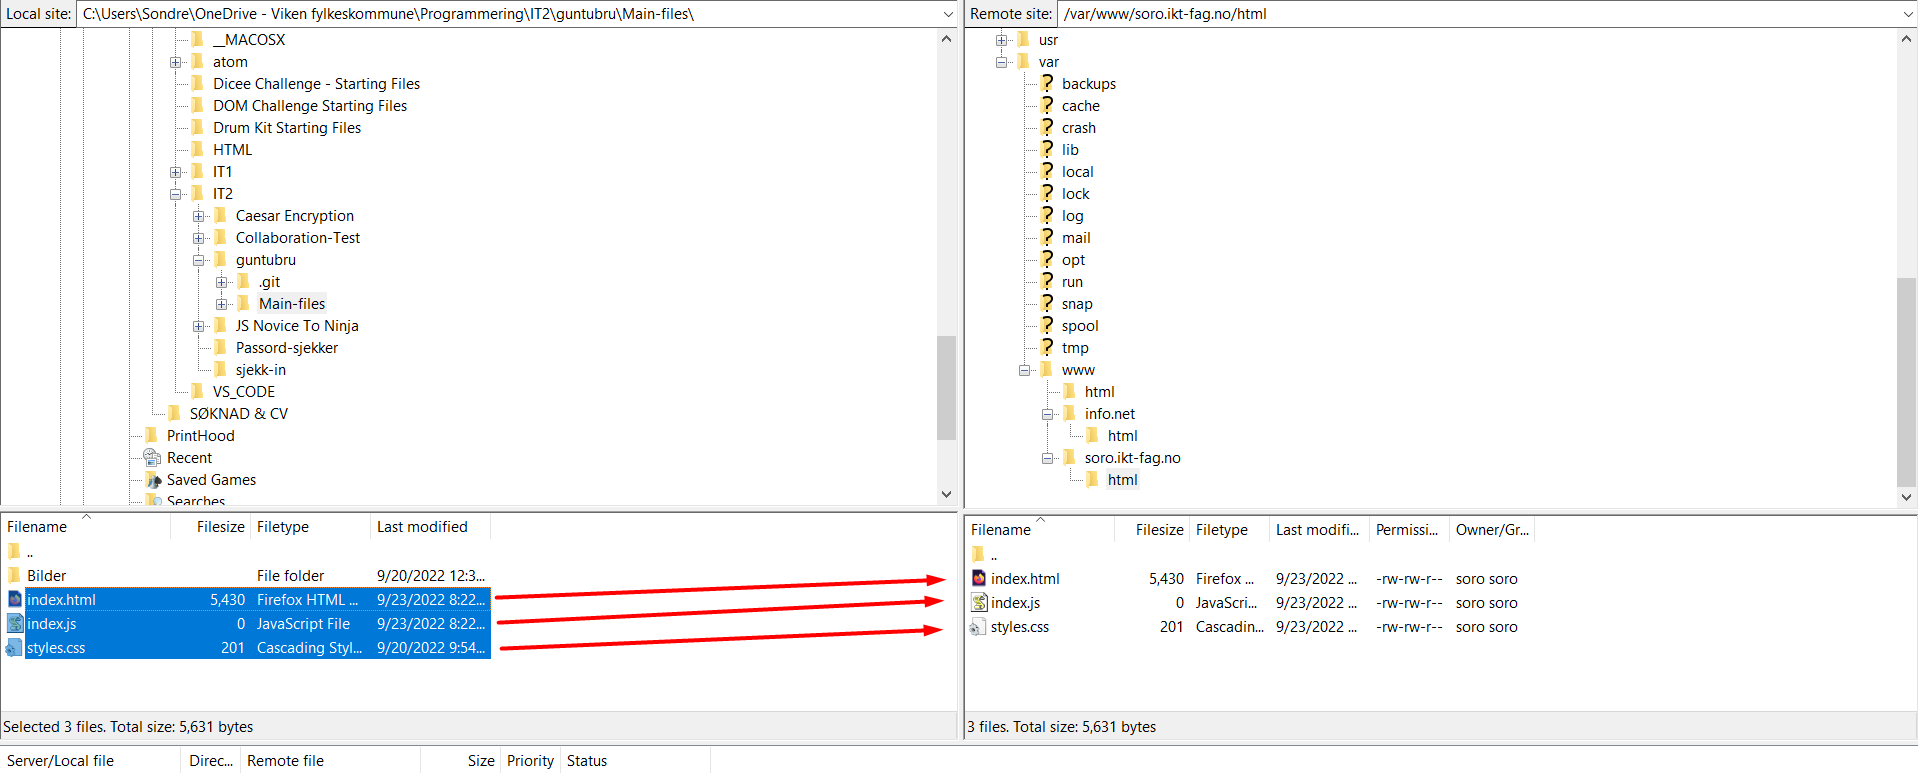 Local site: C:\Users\Sondre\OneDrive - Viken fylkeskommune\Programmering\IT2\guntubru\Main-files\
__MACOSX
atom
Dicee Challenge - Starting Files
DOM Challenge Starting Files
Drum Kit Starting Files
HTML
IT1
IT2
Caesar Encryption
Collaboration-Test
guntubru
.git
Main-files
JS Novice To Ninja
Passord-sjekker
sjekk-in
VS_CODE
SØKNAD & CV
PrintHood
Recent
Saved Games
Searches
Filename Filesize Filetype Last modified
..
Bilder File folder 9/20/2022 12:3...
index.html 5,430 Firefox HTML ... 9/23/2022 8:22...
index.js 0 JavaScript File 9/23/2022 8:22...
styles.css 201 Cascading Styl... 9/20/2022 9:54...
Selected 3 files. Total size: 5,631 bytes
Remote site: /var/www/soro.ikt-fag.no/html
usr
var
backups
cache
crash
lib
local
lock
log
mail
opt
run
snap
spool
tmp
www
html
info.net
html
soro.ikt-fag.no
html
Filename Filesize Filetype Last modifi... Permissi... Owner/Gr...
..
index.html 5,430 Firefox ... 9/23/2022 ... -rw-rw-r-- soro soro
index.js 0 JavaScri... 9/23/2022 ... -rw-rw-r-- soro soro
styles.css 201 Cascadin... 9/23/2022 ... -rw-rw-r-- soro soro
3 files. Total size: 5,631 bytes
Server/Local file Direc... Remote file Size Priority Status